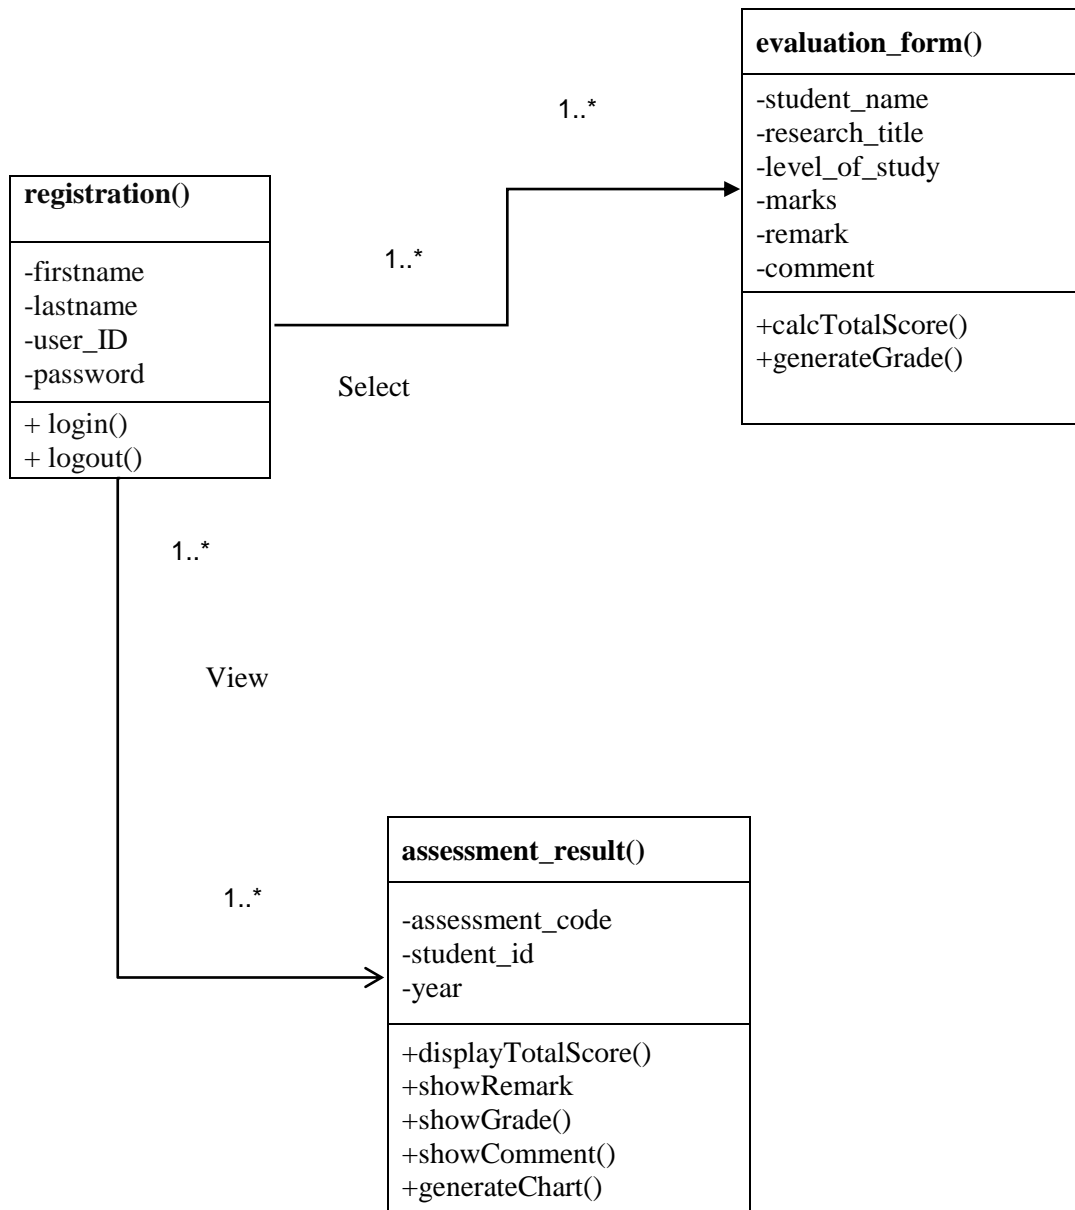 evaluation_form()
-student_name
-research_title
-level_of_study
-marks
-remark
-comment
+calcTotalScore()
+generateGrade()
1..*
registration()
-firstname
-lastname
-user_ID
-password
+ login()
+ logout()
1..*
Select
1..*
View
1..*
assessment_result()
-assessment_code
-student_id
-year
+displayTotalScore()
+showRemark
+showGrade()
+showComment()
+generateChart()